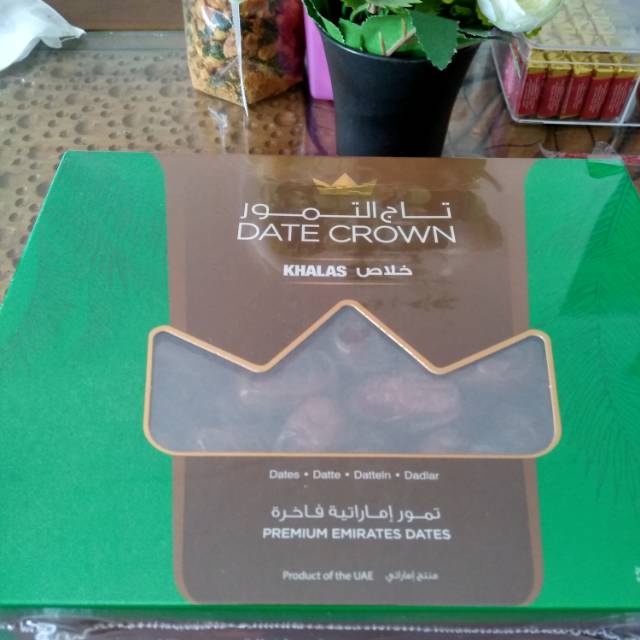 تاج التمور
DATE CROWN
KHALAS خلاص
Dates • Datte • Datteln • Dadlar
تمور إماراتية فاخرة
PREMIUM EMIRATES DATES
Product of the UAE منتج إماراتي